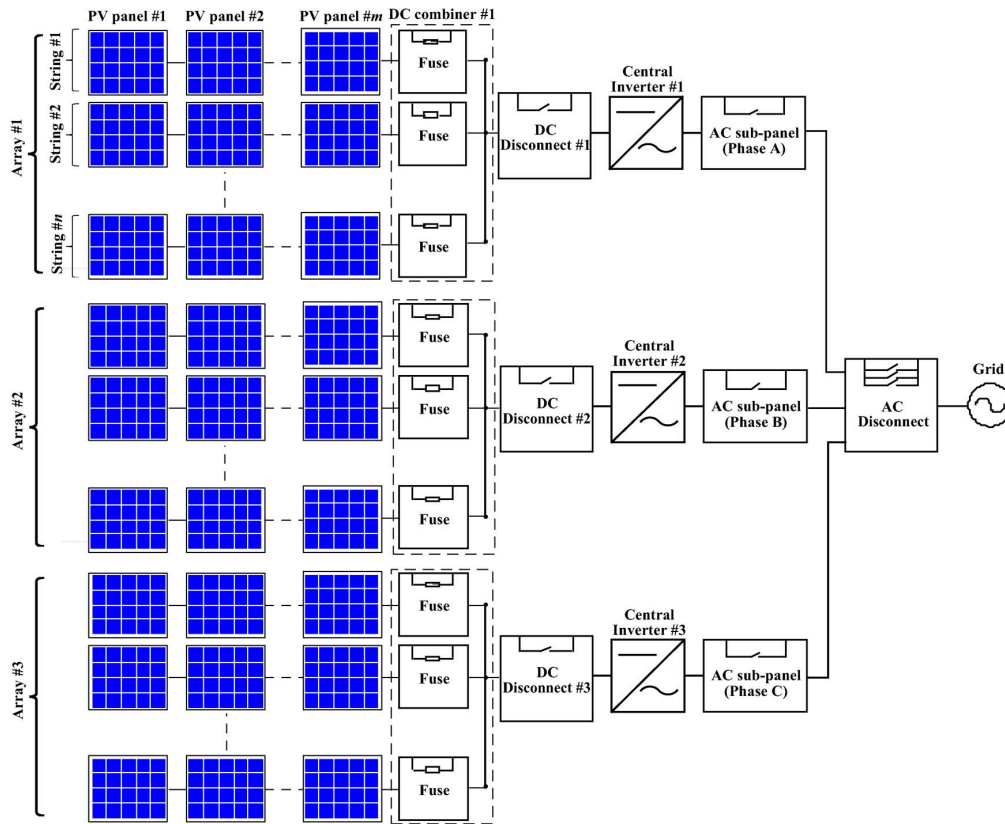 PV panel #1
PV panel #2
PV panel #m
DC combiner #1
Array #1
String #1
String #2
String #n
Fuse
Fuse
Fuse
DC
Disconnect #1
Central
Inverter #1
AC sub-panel
(Phase A)
Array #2
Fuse
Fuse
Fuse
DC
Disconnect #2
Central
Inverter #2
AC sub-panel
(Phase B)
AC
Disconnect
Grid
Array #3
Fuse
Fuse
Fuse
DC
Disconnect #3
Central
Inverter #3
AC sub-panel
(Phase C)